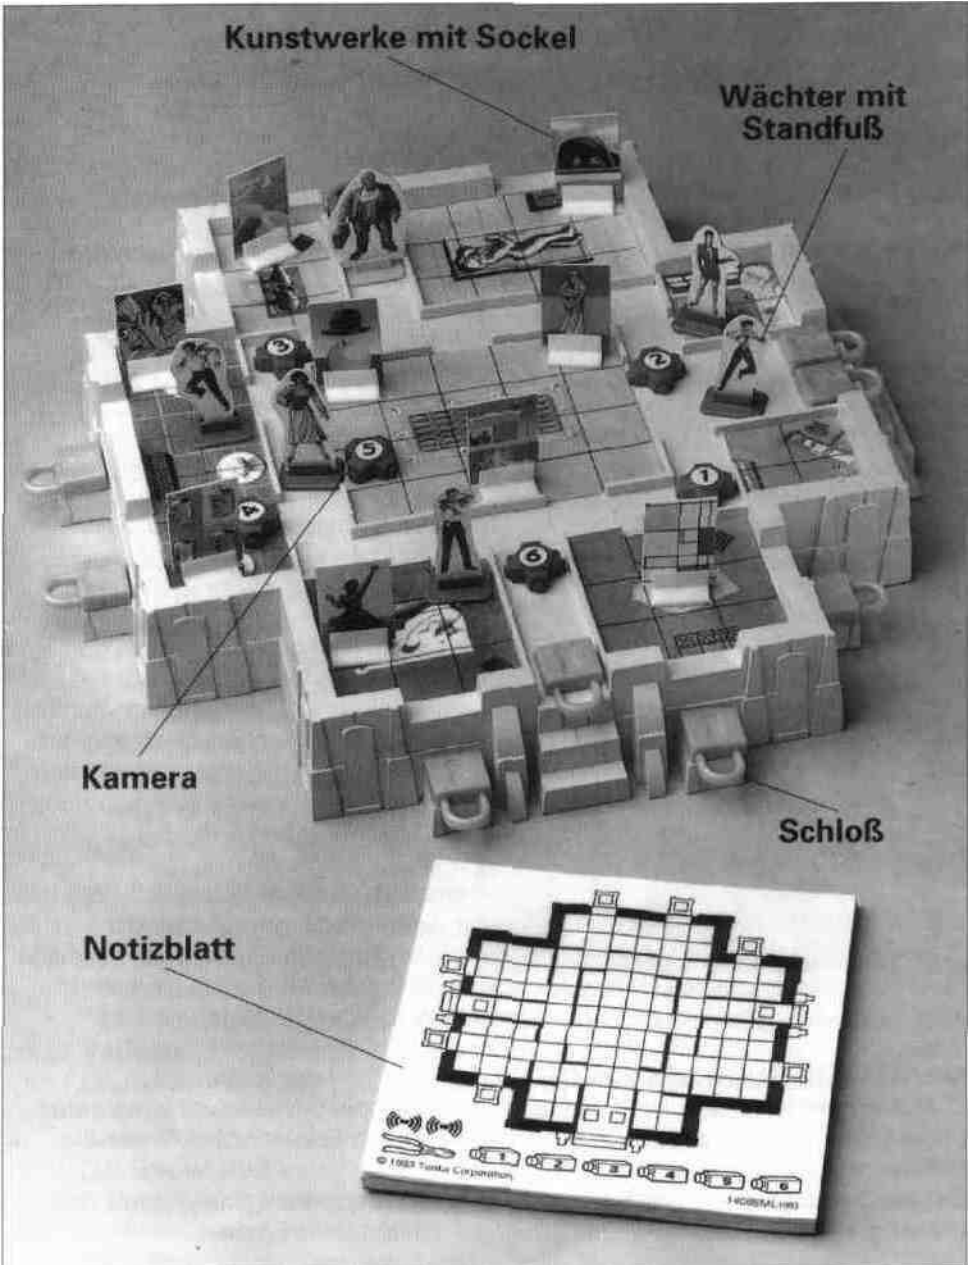 Kunstwerke mit Sockel
Wächter mit
Standfuß
3
2
5
1
4
6
Kamera
Schloß
Notizblatt
1 2 3 4 5 6
© 1993 Tonka Corporation.